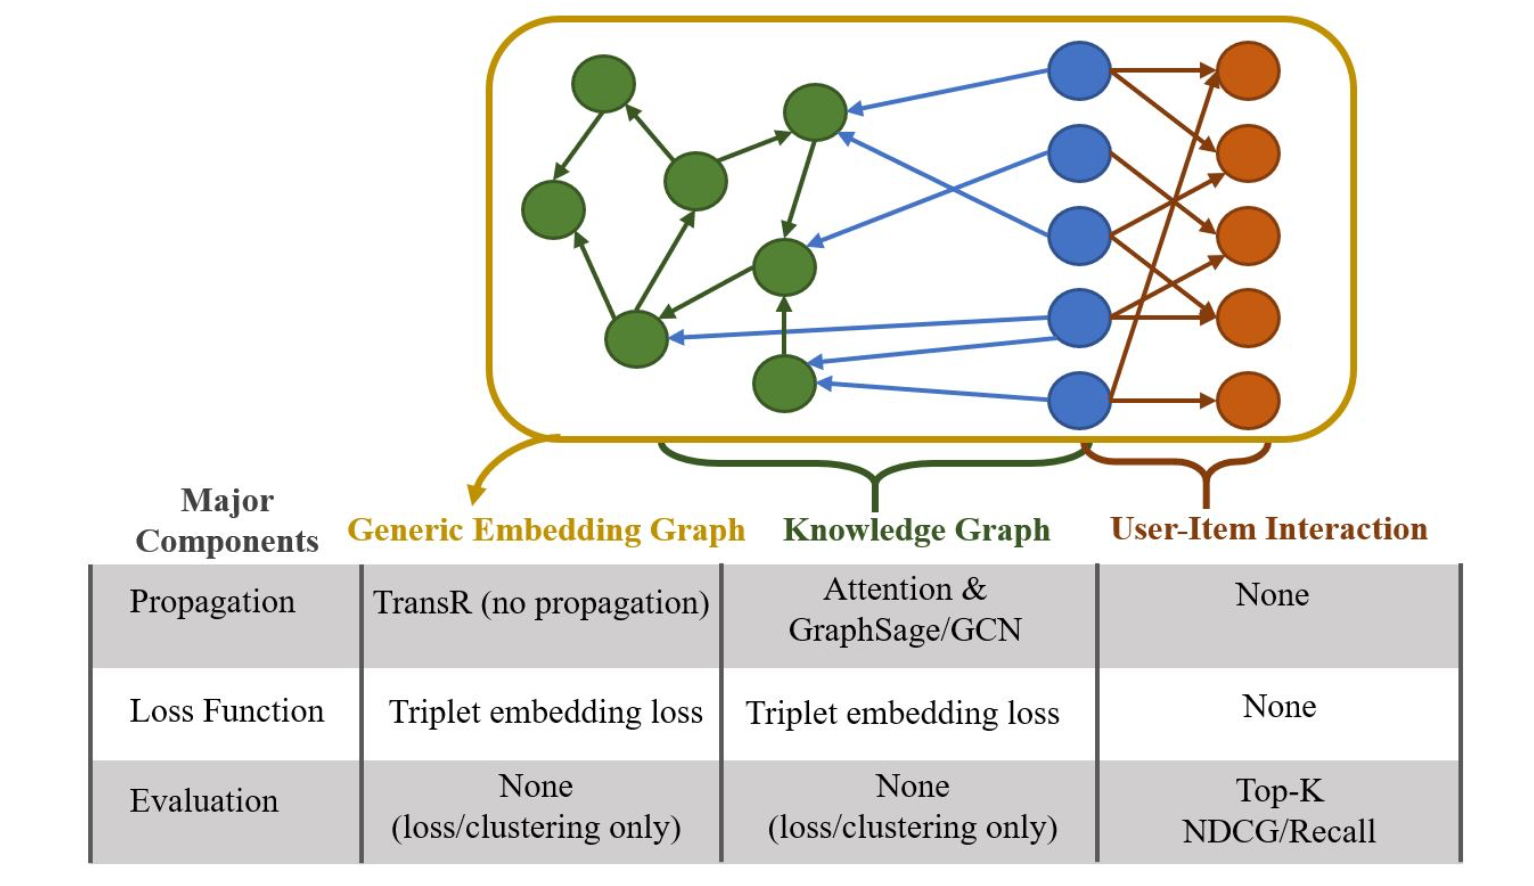 Major
Components
Generic Embedding Graph
Knowledge Graph
User-Item Interaction
Propagation
TransR (no propagation)
Attention &
GraphSage/GCN
None
Loss Function
Triplet embedding loss
Triplet embedding loss
None
Evaluation
None
(loss/clustering only)
None
(loss/clustering only)
Top-K
NDCG/Recall